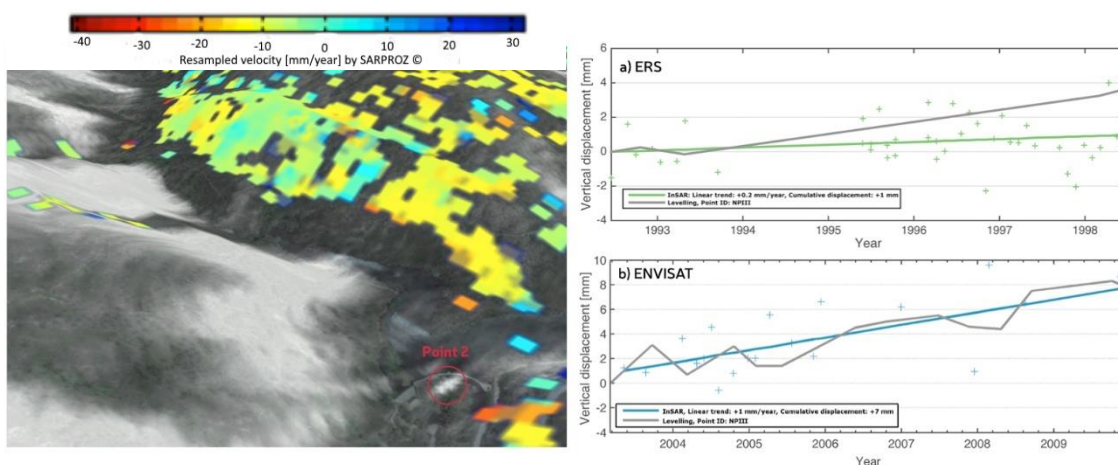 -40 -30 -20 -10 0 10 20 30
Resampled velocity [mm/year] by SARPROZ ©
Point 2
a) ERS
Vertical displacement [mm]
6
4
2
0
-2
-4
InSAR: Linear trend: +0.2 mm/year, Cumulative displacement: +1 mm
Levelling, Point ID: NPIII
1993 1994 1995 1996 1997 1998
Year
b) ENVISAT
Vertical displacement [mm]
10
8
6
4
2
0
-2
-4
InSAR, Linear trend: +1 mm/year, Cumulative displacement: +7 mm
Levelling, Point ID: NPIII
2004 2005 2006 2007 2008 2009
Year